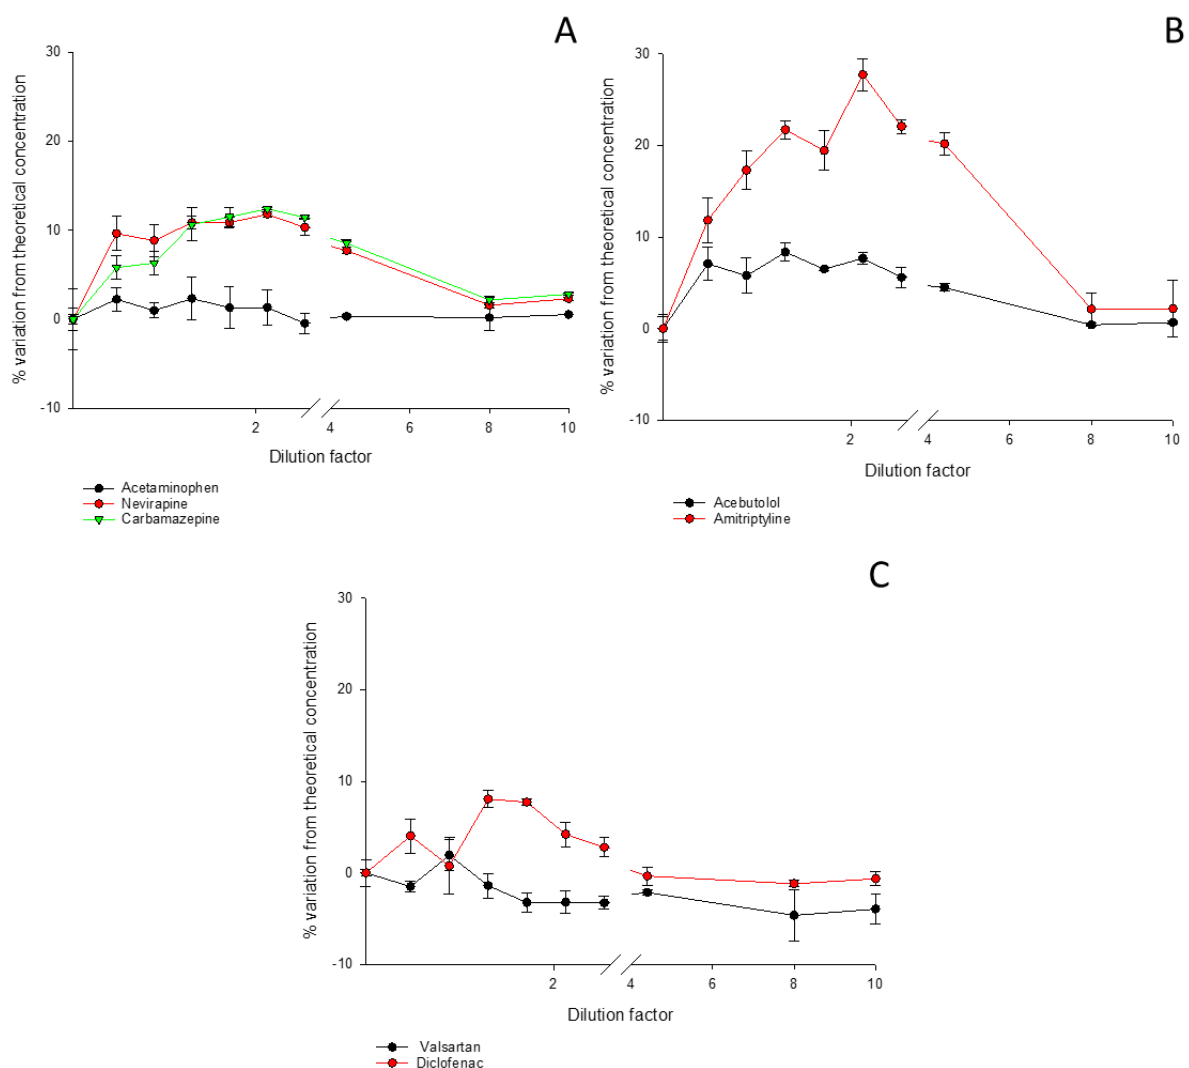 A
% variation from theoretical concentration
30
20
10
0
-10
2
4
6
8
10
Dilution factor
Acetaminophen
Nevirapine
Carbamazepine
B
% variation from theoretical concentration
30
20
10
0
-10
2
4
6
8
10
Dilution factor
Acebutolol
Amitriptyline
C
% variation from theoretical concentration
30
20
10
0
-10
2
4
6
8
10
Dilution factor
Valsartan
Diclofenac